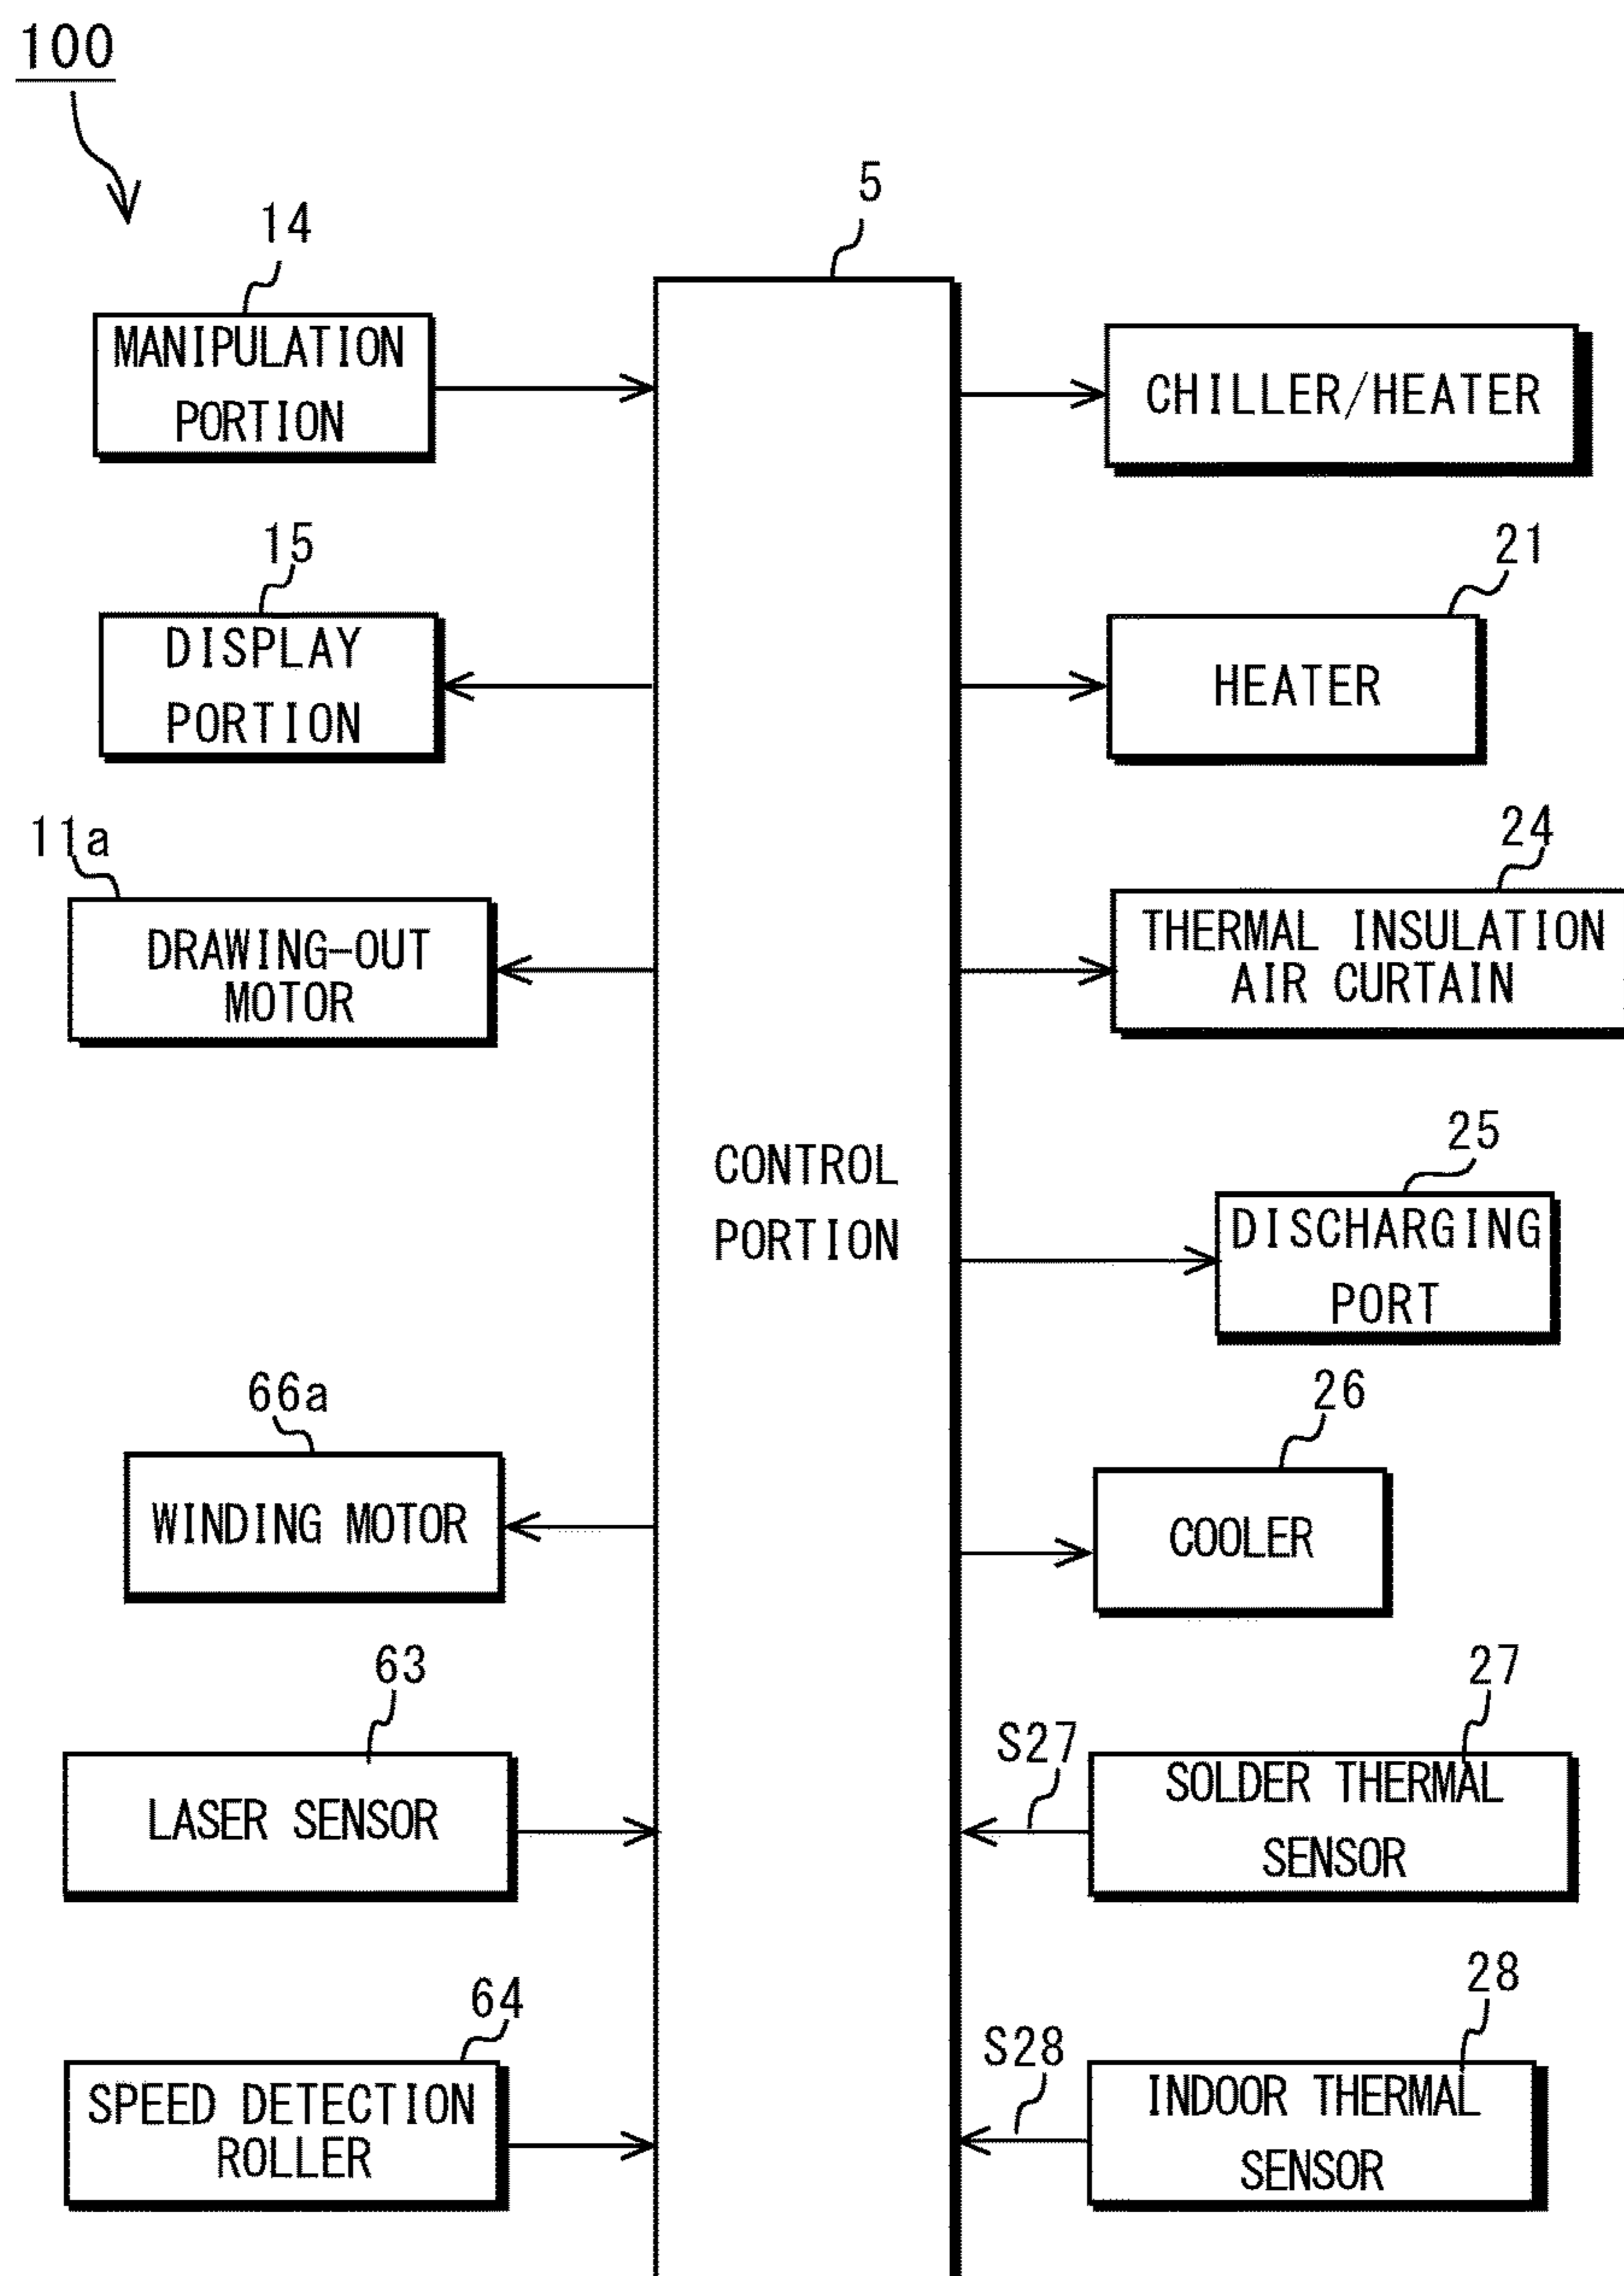 100
5
14
MANIPULATION
PORTION
CHILLER/HEATER
15
DISPLAY
PORTION
21
HEATER
11a
DRAWING-OUT
MOTOR
24
THERMAL INSULATION
AIR CURTAIN
CONTROL
PORTION
25
DISCHARGING
PORT
66a
WINDING MOTOR
26
COOLER
63
LASER SENSOR
S27
27
SOLDER THERMAL
SENSOR
64
SPEED DETECTION
ROLLER
S28
28
INDOOR THERMAL
SENSOR